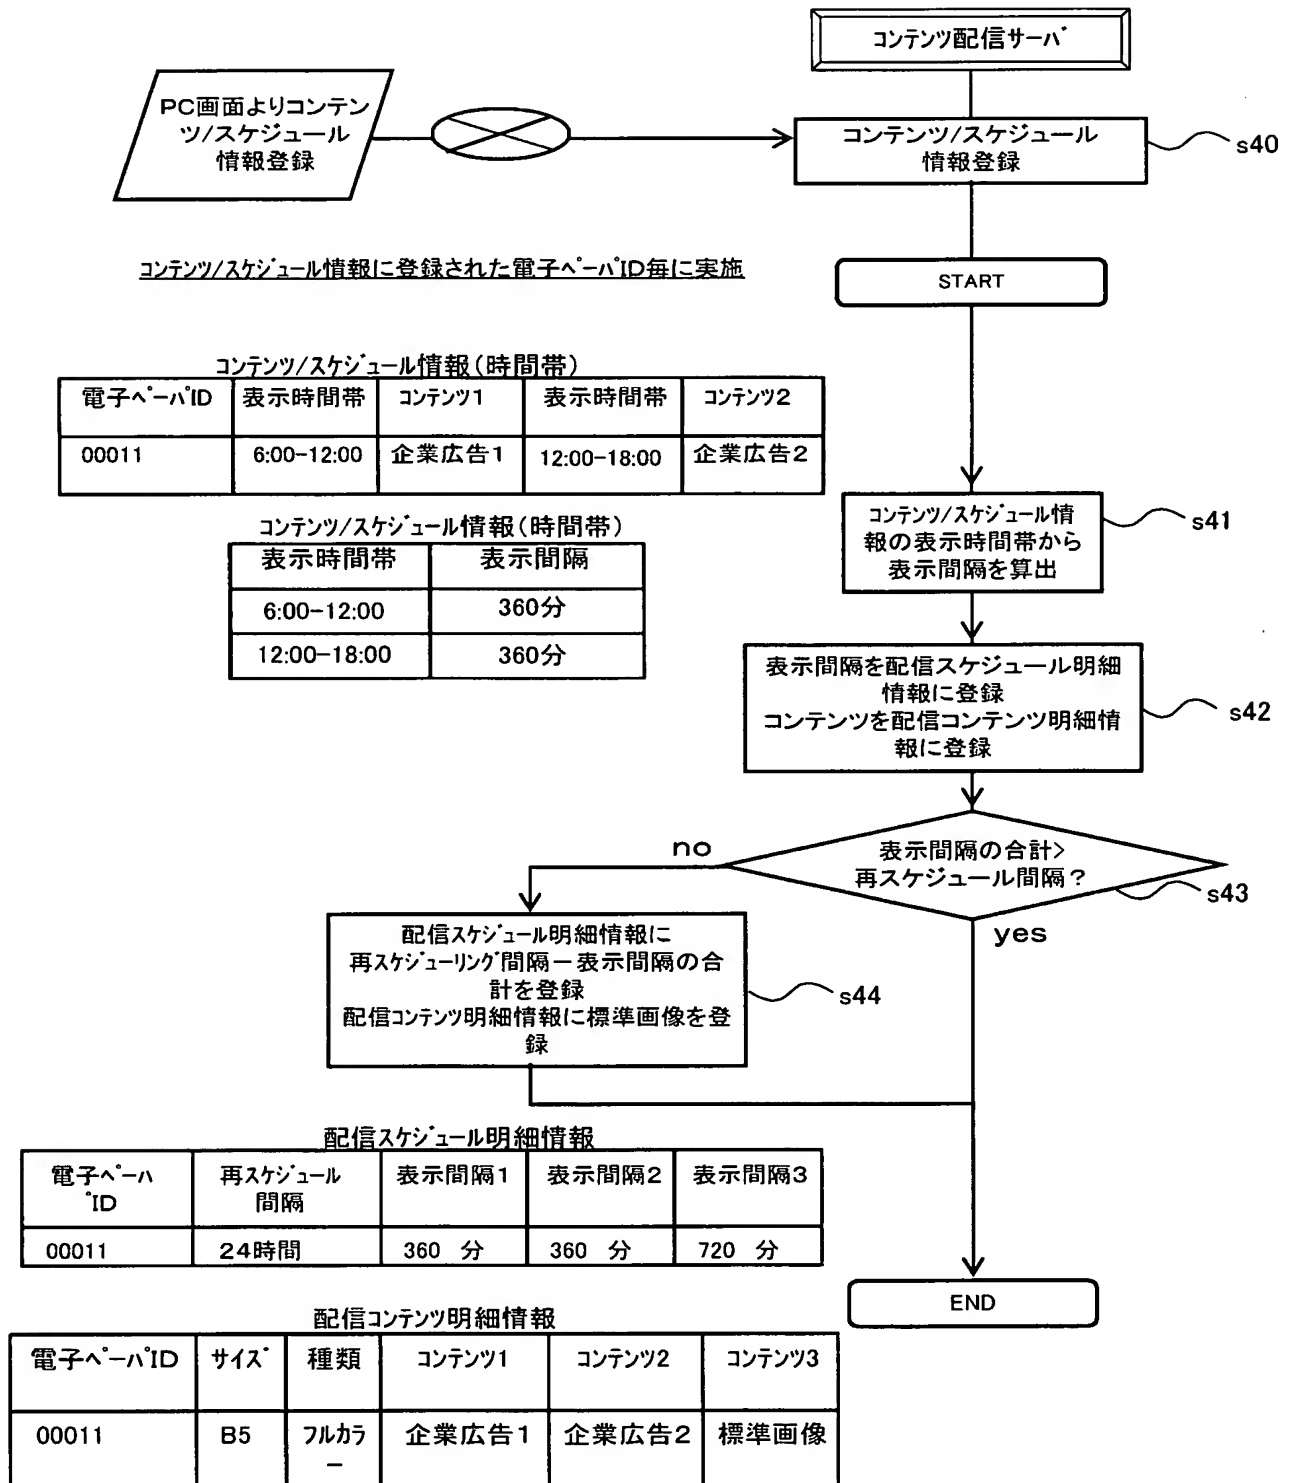 コンテンツ配信サーバ
PC画面よりコンテン
ツ/スケジュール
情報登録
コンテンツ/スケジュール
情報登録
s40
コンテンツ/スケジュール情報に登録された電子ペーパID毎に実施
START
コンテンツ/スケジュール情報(時間帯)
電子ペーパID 表示時間帯 コンテンツ1 表示時間帯 コンテンツ2
00011 6:00-12:00 企業広告1 12:00-18:00 企業広告2
コンテンツ/スケジュール情報(時間帯)
表示時間帯 表示間隔
6:00-12:00 360分
12:00-18:00 360分
コンテンツ/スケジュール情
報の表示時間帯から
表示間隔を算出
s41
表示間隔を配信スケジュール明細
情報に登録
コンテンツを配信コンテンツ明細情
報に登録
s42
表示間隔の合計>
再スケジュール間隔?
s43
no
yes
配信スケジュール明細情報に
再スケジューリング間隔-表示間隔の合
計を登録
配信コンテンツ明細情報に標準画像を登
録
s44
配信スケジュール明細情報
電子ペーハ 再スケジュール 表示間隔1 表示間隔2 表示間隔3
゜ID 間隔
00011 24時間 360 分 360 分 720 分
END
配信コンテンツ明細情報
電子ペーパID サイズ 種類 コンテンツ1 コンテンツ2 コンテンツ3
00011 B5 フルカラ 企業広告1 企業広告2 標準画像
ー